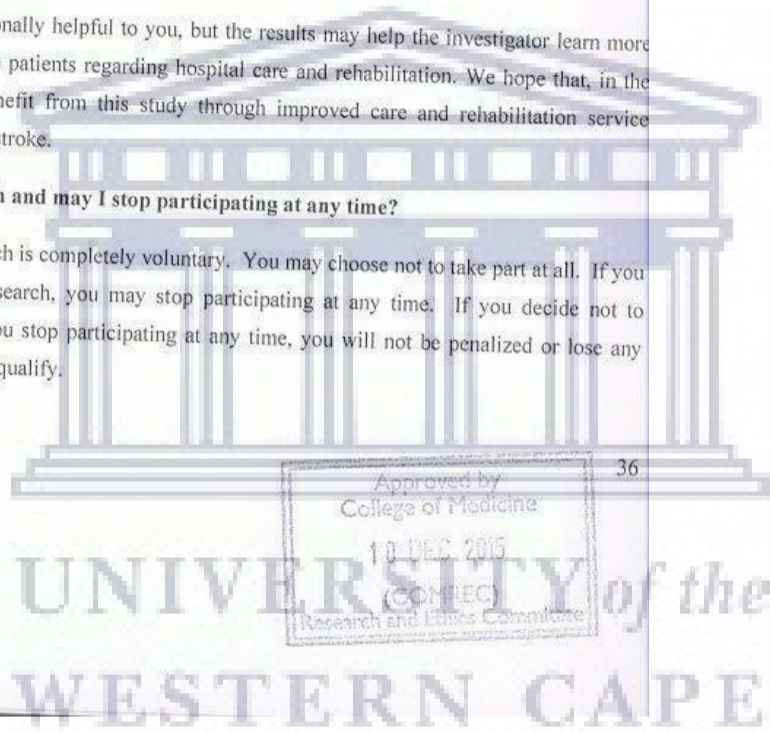 nally helpful to you, but the results may help the investigator learn more
patients regarding hospital care and rehabilitation. We hope that, in the
nefit from this study through improved care and rehabilitation service
troke.
and may I stop participating at any time?
ch is completely voluntary. You may choose not to take part at all. If you
search, you may stop participating at any time. If you decide not to
ou stop participating at any time, you will not be penalized or lose any
qualify.
36
Approved by
College of Medicine
10 DEC 2015
(COMREC)
Research and Ethics Committee
UNIVERSITY of the
WESTERN CAPE